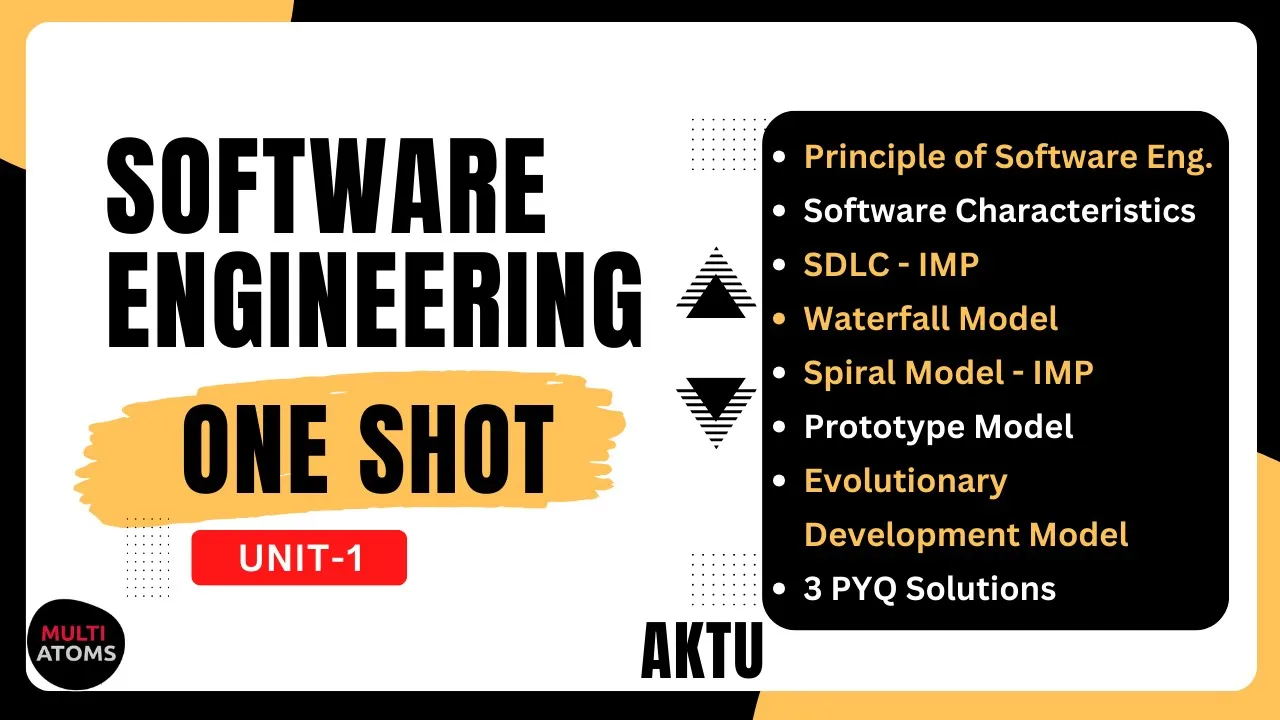 SOFTWARE
ENGINEERING
ONE SHOT
UNIT-1
MULTI
ATOMS
AKTU
Principle of Software Eng.
Software Characteristics
SDLC - IMP
Waterfall Model
Spiral Model - IMP
Prototype Model
Evolutionary
Development Model
3 PYQ Solutions